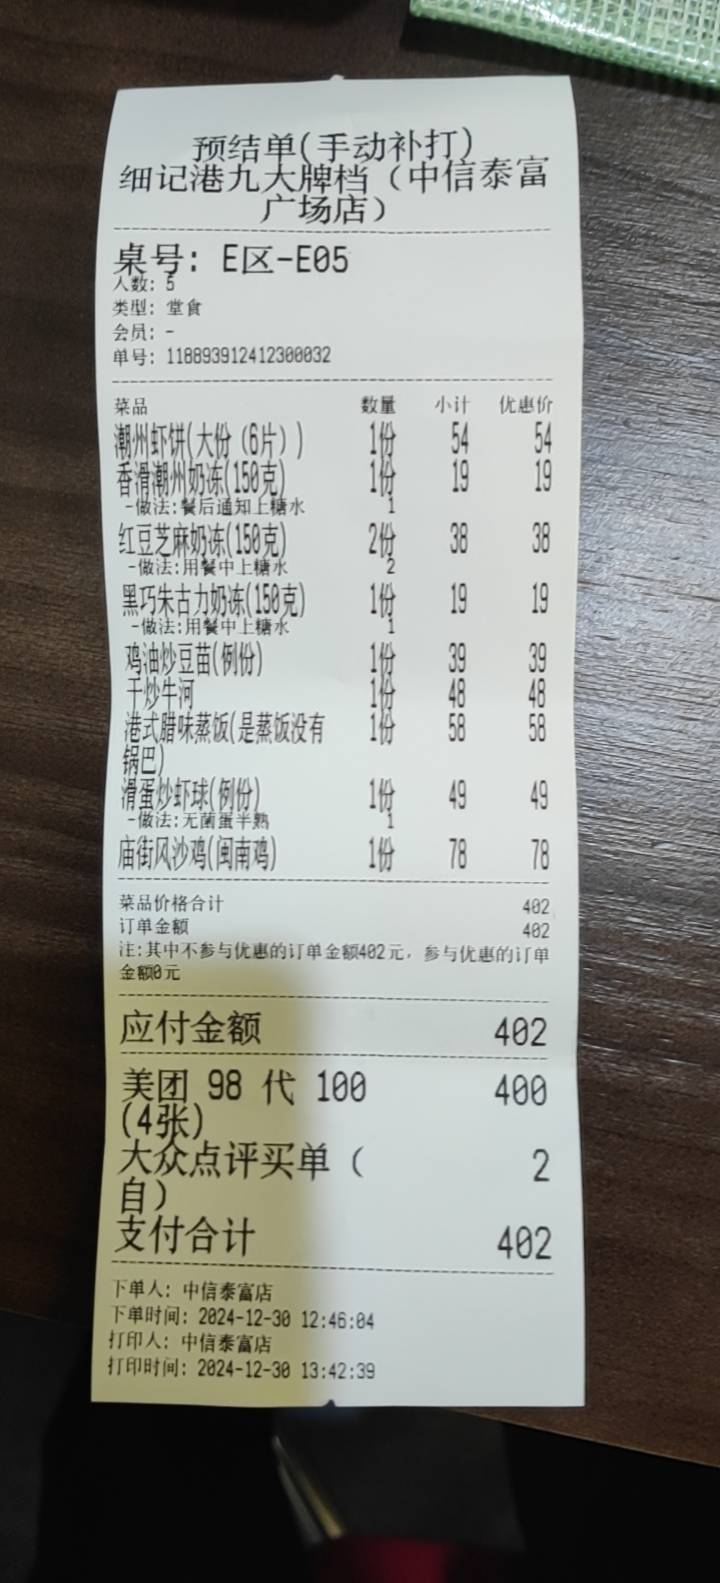 预结单(手动补打)
细记港九大牌档（中信泰富
广场店）
桌号: E区-E05
人数: 5
类型: 堂食
会员: -
单号: 118893912412300032
菜品 数量 小计 优惠价
潮州虾饼(大份（6片）) 1份 54 54
香滑潮州奶冻(150克) 1份 19 19
-做法:餐后通知上糖水 1
红豆芝麻奶冻(150克) 2份 38 38
-做法:用餐中上糖水 2
黑巧朱古力奶冻(150克) 1份 19 19
-做法:用餐中上糖水 1
鸡油炒豆苗(例份) 1份 39 39
干炒牛河 1份 48 48
港式腊味蒸饭(是蒸饭没有 1份 58 58
锅巴)
滑蛋炒虾球(例份) 1份 49 49
-做法:无菌蛋半熟 1
庙街风沙鸡(闽南鸡) 1份 78 78
菜品价格合计 402
订单金额 402
注:其中不参与优惠的订单金额402元，参与优惠的订单
金额0元
应付金额 402
美团 98 代 100 400
(4张)
大众点评买单（ 2
自）
支付合计 402
下单人: 中信泰富店
下单时间: 2024-12-30 12:46:04
打印人: 中信泰富店
打印时间: 2024-12-30 13:42:39